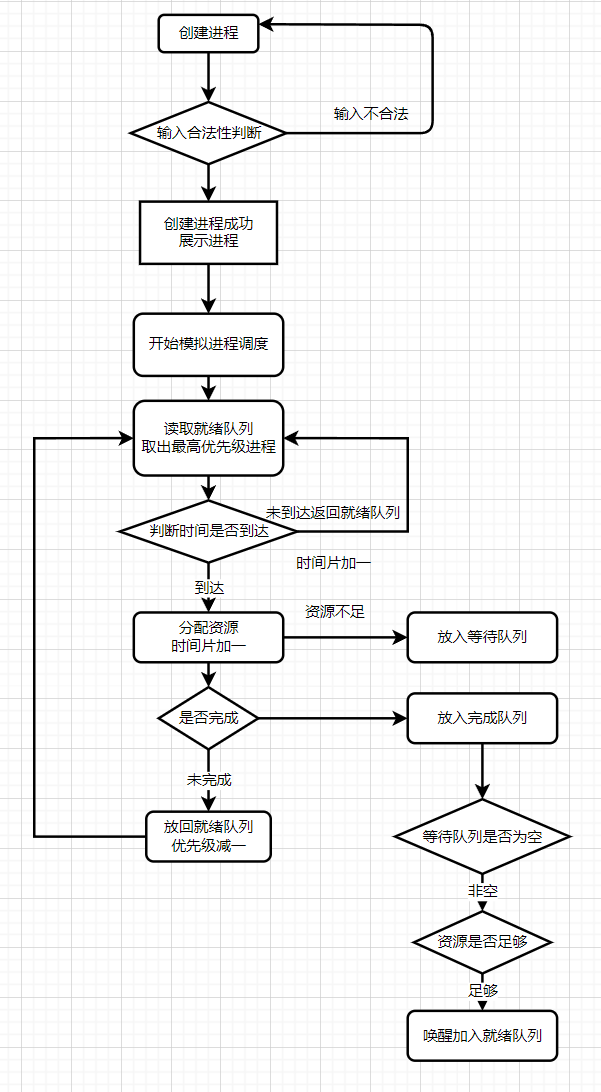 创建进程
输入不合法
输入合法性判断
创建进程成功
展示进程
开始模拟进程调度
读取就绪队列
取出最高优先级进程
未到达返回就绪队列
判断时间是否到达
时间片加一
到达
资源不足
分配资源
时间片加一
放入等待队列
是否完成
放入完成队列
未完成
放回就绪队列
优先级减一
等待队列是否为空
非空
资源是否足够
足够
唤醒加入就绪队列